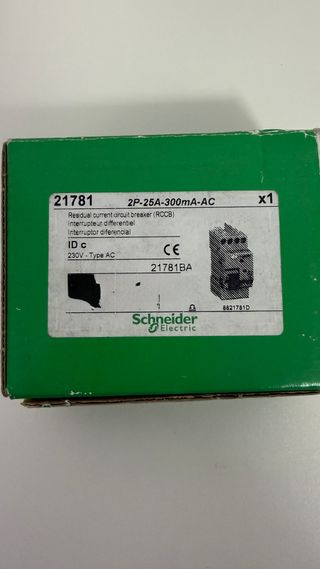 21781 2P-25A-300mA-AC x1
Residual current circuit breaker (RCCB)
Interrupteur différentiel
Interruptor diferencial
ID c
230V - Type AC CE
21781BA
8821781D
Schneider
Electric